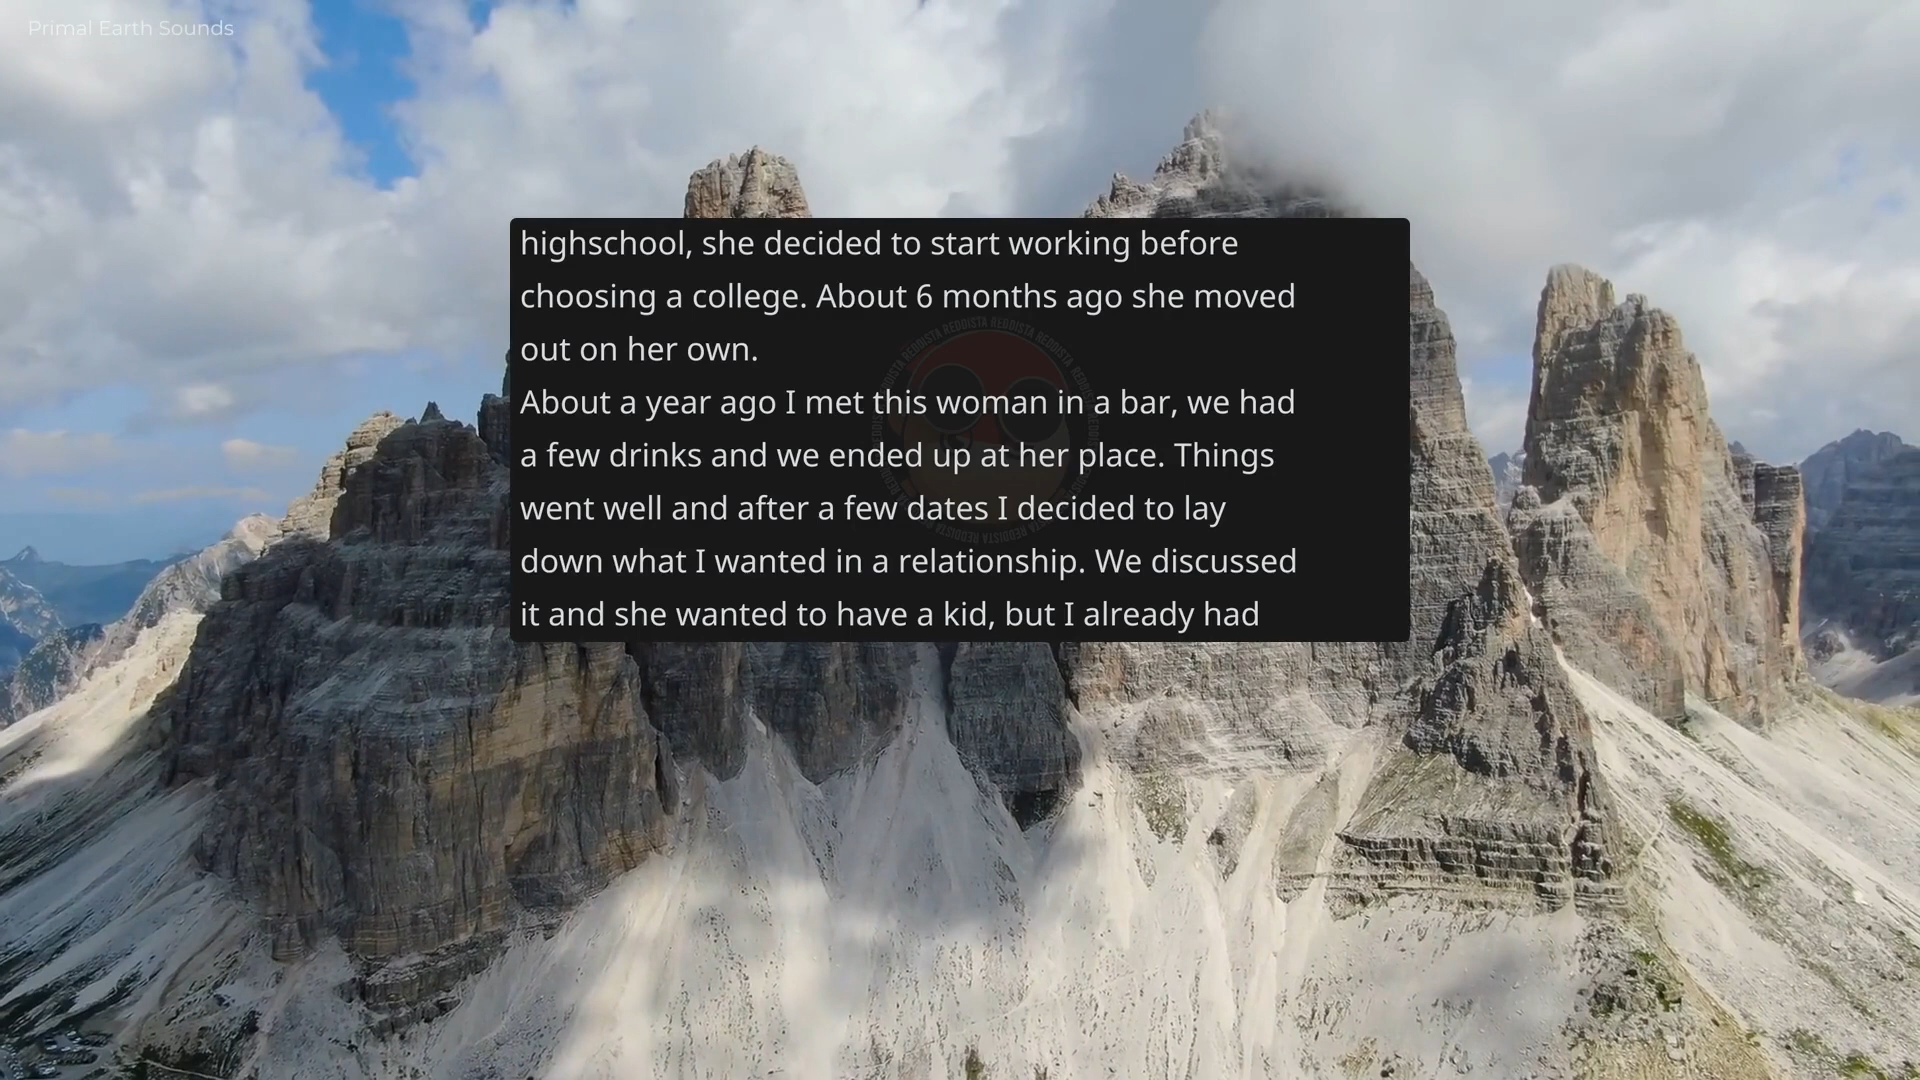 Primal Earth Sounds
highschool, she decided to start working before
choosing a college. About 6 months ago she moved
out on her own.
About a year ago I met this woman in a bar, we had
a few drinks and we ended up at her place. Things
went well and after a few dates I decided to lay
down what I wanted in a relationship. We discussed
it and she wanted to have a kid, but I already had
REDDISTA REDDISTA REDDISTA